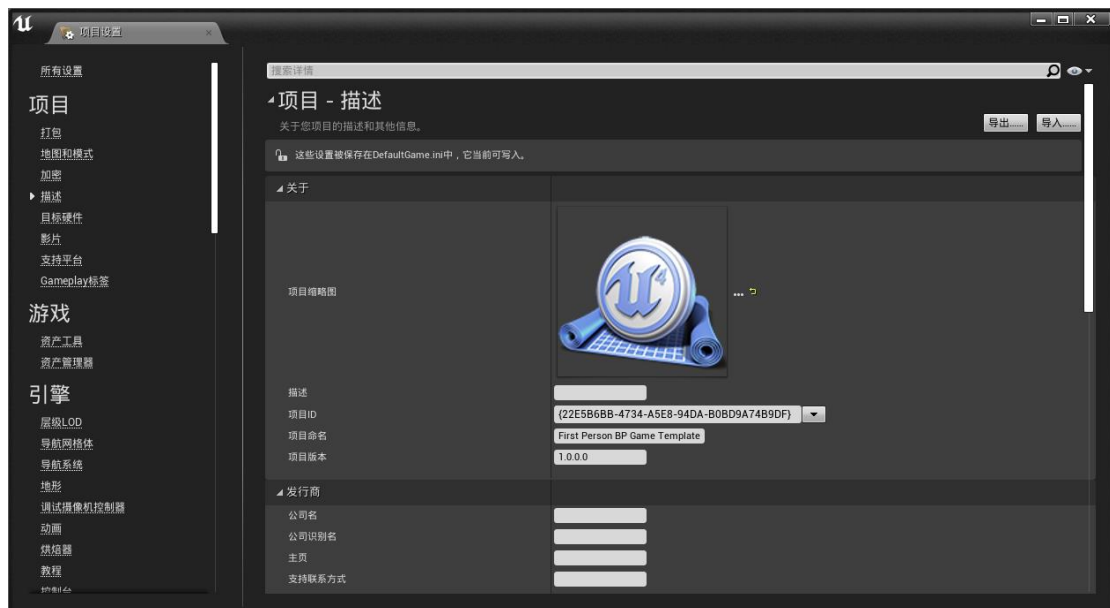 项目设置
所有设置
项目
打包
地图和模式
加密
描述
目标硬件
影片
支持平台
Gameplay标签
游戏
资产工具
资产管理器
引擎
层级LOD
导航网格体
导航系统
地形
调试摄像机控制器
动画
烘焙器
教程
控制台
搜索详情
项目 - 描述
关于您项目的描述和其他信息。
导出......
导入......
这些设置被保存在DefaultGame.ini中，它当前可写入。
关于
项目缩略图
4
描述
项目ID
{22E5B6BB-4734-A5E8-94DA-B0BD9A74B9DF}
项目命名
First Person BP Game Template
项目版本
1.0.0.0
发行商
公司名
公司识别名
主页
支持联系方式